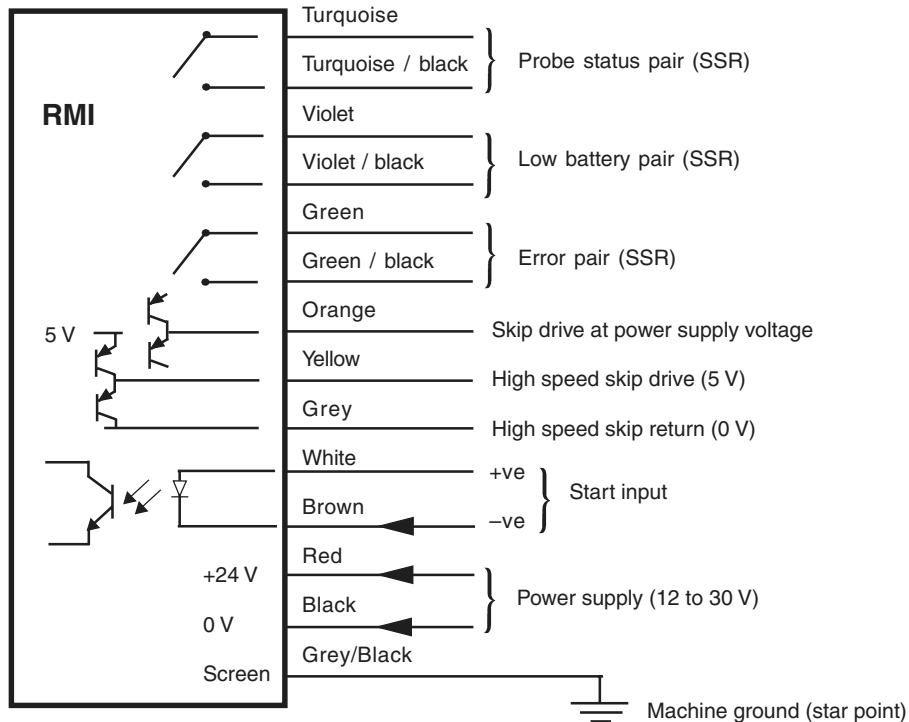 Turquoise
Turquoise / black
Probe status pair (SSR)
RMI
Violet
Violet / black
Low battery pair (SSR)
Green
Green / black
Error pair (SSR)
Orange
5 V
Skip drive at power supply voltage
Yellow
High speed skip drive (5 V)
Grey
High speed skip return (0 V)
White
+ve
Start input
Brown
–ve
Red
+24 V
Power supply (12 to 30 V)
Black
0 V
Grey/Black
Screen
Machine ground (star point)